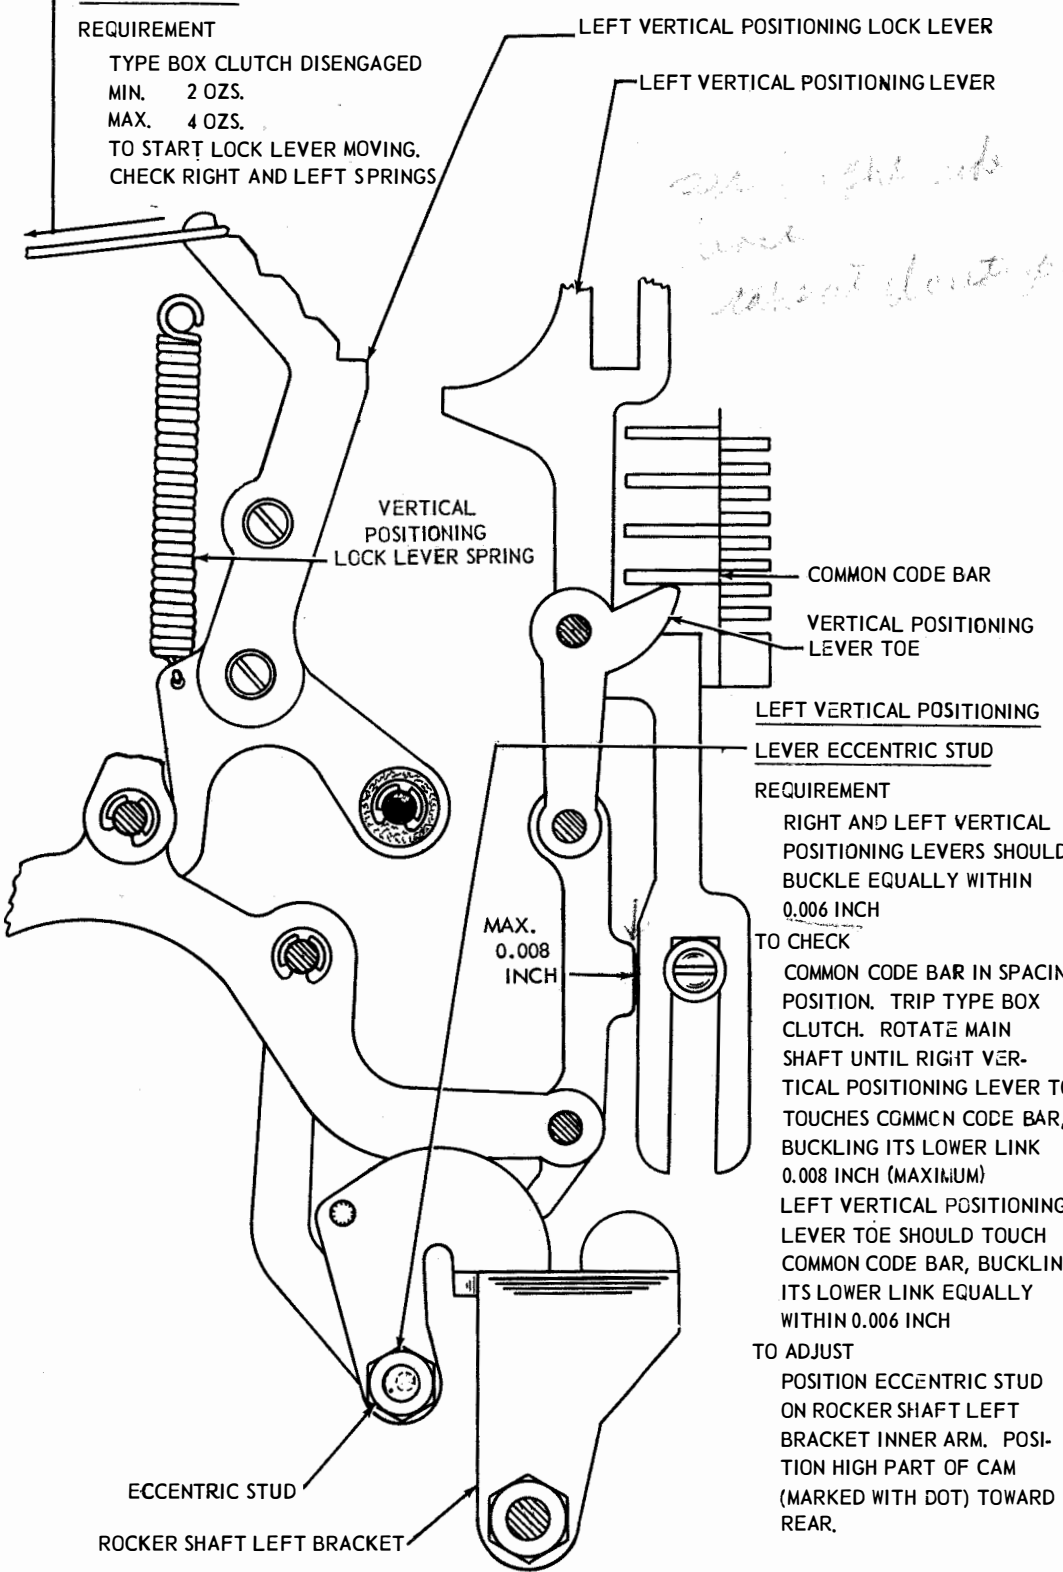 REQUIREMENT
TYPE BOX CLUTCH DISENGAGED
MIN. 2 OZS.
MAX. 4 OZS.
TO START LOCK LEVER MOVING.
CHECK RIGHT AND LEFT SPRINGS
LEFT VERTICAL POSITIONING LOCK LEVER
LEFT VERTICAL POSITIONING LEVER
VERTICAL
POSITIONING
LOCK LEVER SPRING
COMMON CODE BAR
VERTICAL POSITIONING
LEVER TOE
LEFT VERTICAL POSITIONING
LEVER ECCENTRIC STUD
REQUIREMENT
RIGHT AND LEFT VERTICAL
POSITIONING LEVERS SHOULD
BUCKLE EQUALLY WITHIN
0.006 INCH
MAX.
0.008
INCH
TO CHECK
COMMON CODE BAR IN SPACIN
POSITION. TRIP TYPE BOX
CLUTCH. ROTATE MAIN
SHAFT UNTIL RIGHT VER-
TICAL POSITIONING LEVER TO
TOUCHES COMMON CODE BAR,
BUCKLING ITS LOWER LINK
0.008 INCH (MAXIMUM)
LEFT VERTICAL POSITIONING
LEVER TOE SHOULD TOUCH
COMMON CODE BAR, BUCKLIN
ITS LOWER LINK EQUALLY
WITHIN 0.006 INCH
TO ADJUST
POSITION ECCENTRIC STUD
ON ROCKER SHAFT LEFT
BRACKET INNER ARM. POSI-
TION HIGH PART OF CAM
(MARKED WITH DOT) TOWARD
REAR.
ECCENTRIC STUD
ROCKER SHAFT LEFT BRACKET